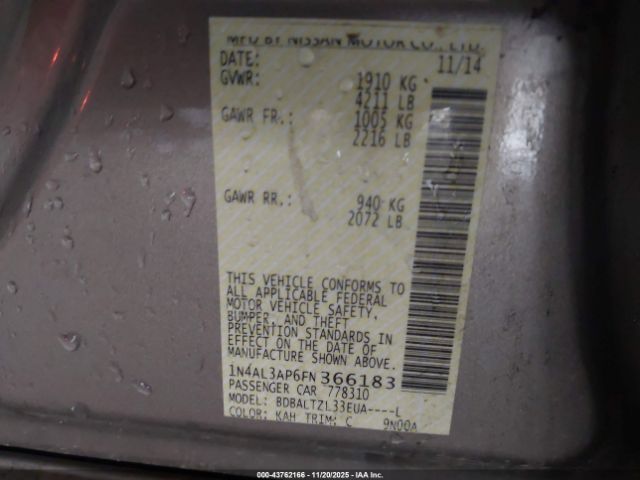 MFD BY NISSAN MOTOR CO., LTD.
DATE: 11/14
GVWR: 1910 KG
4211 LB
GAWR FR.: 1005 KG
2216 LB
GAWR RR.: 940 KG
2072 LB
THIS VEHICLE CONFORMS TO
ALL APPLICABLE FEDERAL
MOTOR VEHICLE SAFETY,
BUMPER, AND THEFT
PREVENTION STANDARDS IN
EFFECT ON THE DATE OF
MANUFACTURE SHOWN ABOVE.
1N4AL3AP6FN366183
PASSENGER CAR 778310
MODEL: BDBALTZL33EUA----L
COLOR: KAH TRIM: C 9N00A
000-43762166 - 11/20/2025 - IAA Inc.